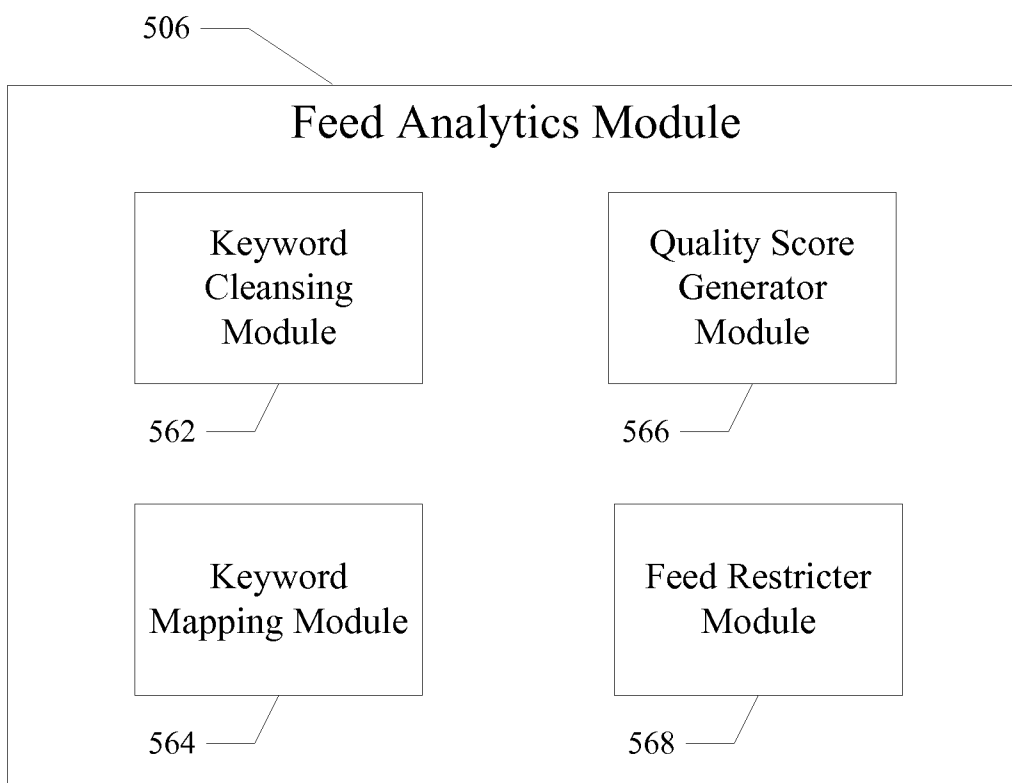 506
Feed Analytics Module
Keyword
Cleansing
Module
562
Quality Score
Generator
Module
566
Keyword
Mapping Module
564
Feed Restricter
Module
568